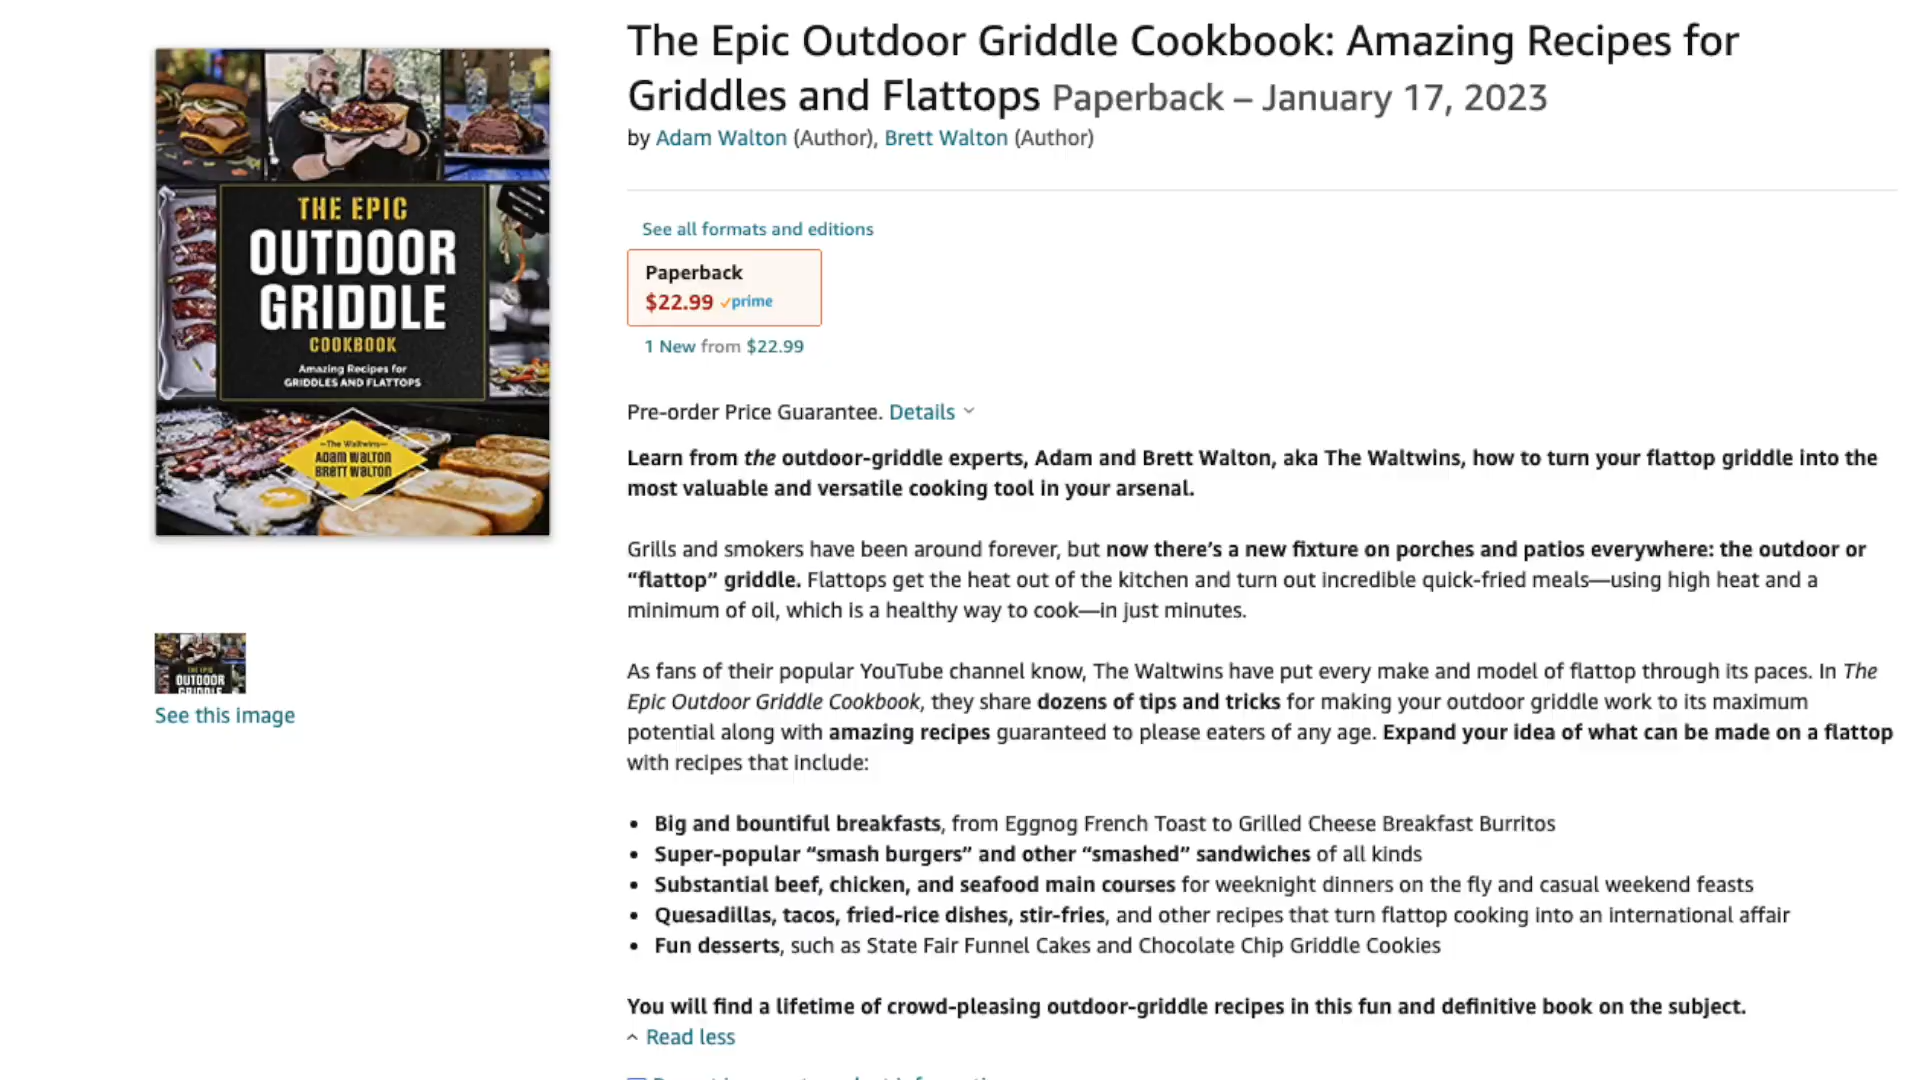 The Epic Outdoor Griddle Cookbook: Amazing Recipes for
Griddles and Flattops Paperback – January 17, 2023
by Adam Walton (Author), Brett Walton (Author)
See all formats and editions
Paperback
$22.99 prime
1 New from $22.99
Pre-order Price Guarantee. Details
Learn from the outdoor-griddle experts, Adam and Brett Walton, aka The Waltwins, how to turn your flattop griddle into the
most valuable and versatile cooking tool in your arsenal.
Grills and smokers have been around forever, but now there’s a new fixture on porches and patios everywhere: the outdoor or
“flattop” griddle. Flattops get the heat out of the kitchen and turn out incredible quick-fried meals—using high heat and a
minimum of oil, which is a healthy way to cook—in just minutes.
As fans of their popular YouTube channel know, The Waltwins have put every make and model of flattop through its paces. In The
Epic Outdoor Griddle Cookbook, they share dozens of tips and tricks for making your outdoor griddle work to its maximum
potential along with amazing recipes guaranteed to please eaters of any age. Expand your idea of what can be made on a flattop
with recipes that include:
• Big and bountiful breakfasts, from Eggnog French Toast to Grilled Cheese Breakfast Burritos
• Super-popular “smash burgers” and other “smashed” sandwiches of all kinds
• Substantial beef, chicken, and seafood main courses for weeknight dinners on the fly and casual weekend feasts
• Quesadillas, tacos, fried-rice dishes, stir-fries, and other recipes that turn flattop cooking into an international affair
• Fun desserts, such as State Fair Funnel Cakes and Chocolate Chip Griddle Cookies
You will find a lifetime of crowd-pleasing outdoor-griddle recipes in this fun and definitive book on the subject.
Read less
THE EPIC
OUTDOOR
GRIDDLE
COOKBOOK
Amazing Recipes for
GRIDDLES AND FLATTOPS
—The Waltwins—
ADAM WALTON
BRETT WALTON
THE EPIC
OUTDOOR
See this image